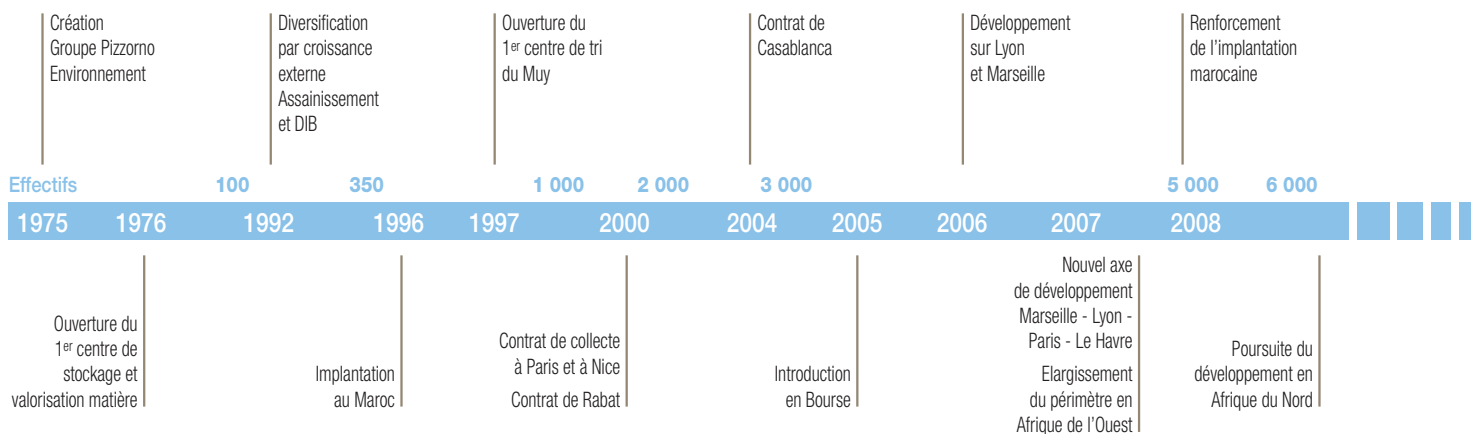 Création
Groupe Pizzorno
Environnement
Diversification
par croissance
externe
Assainissement
et DIB
Ouverture du
1er centre de tri
du Muy
Contrat de
Casablanca
Développement
sur Lyon
et Marseille
Renforcement
de l'implantation
marocaine
Effectifs 100 350 1 000 2 000 3 000 5 000 6 000
1975 1976 1992 1996 1997 2000 2004 2005 2006 2007 2008
Ouverture du
1er centre de
stockage et
valorisation matière
Implantation
au Maroc
Contrat de collecte
à Paris et à Nice
Contrat de Rabat
Introduction
en Bourse
Nouvel axe
de développement
Marseille - Lyon -
Paris - Le Havre
Elargissement
du périmètre en
Afrique de l'Ouest
Poursuite du
développement en
Afrique du Nord